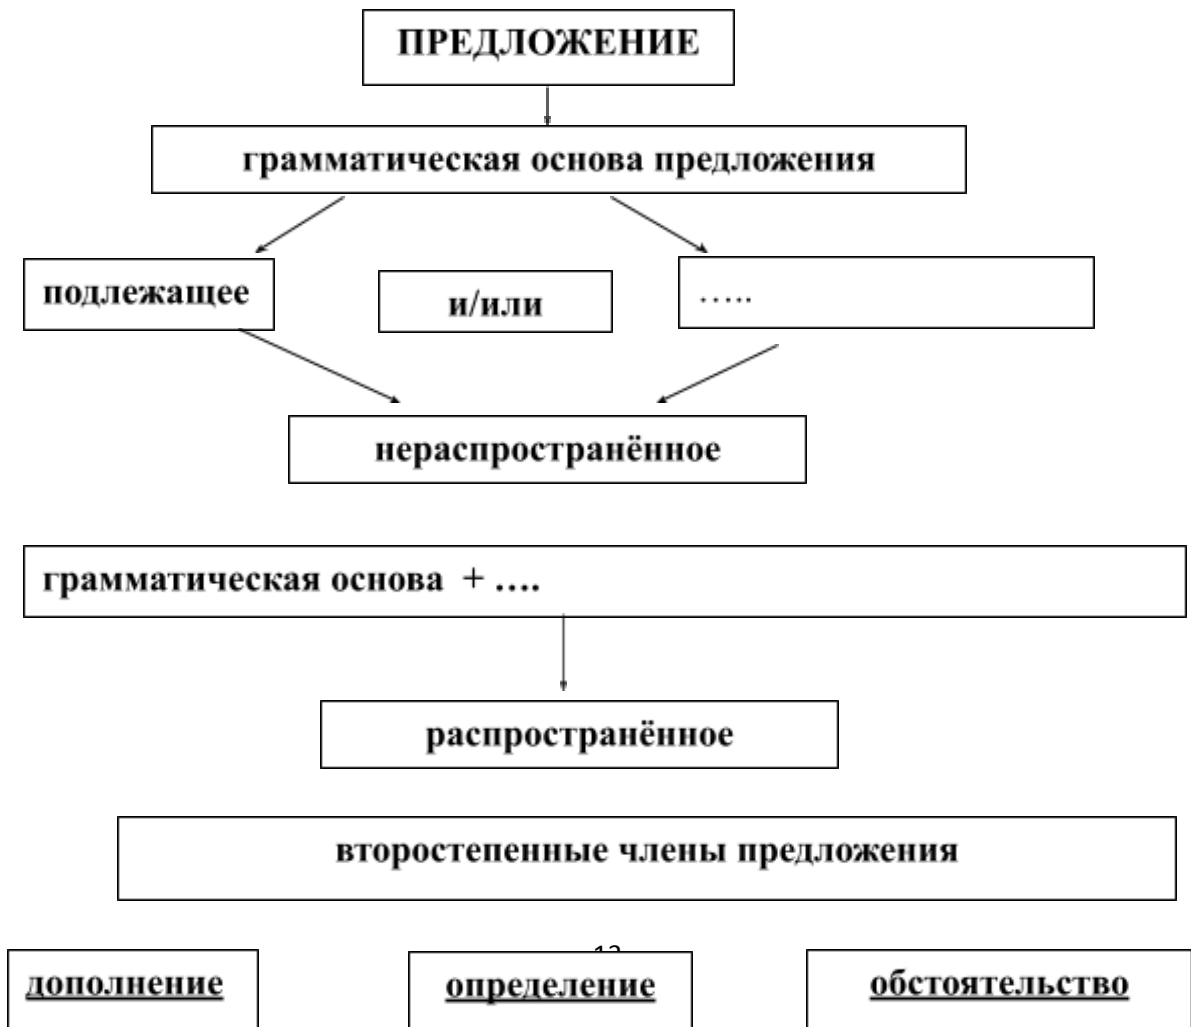 ПРЕДЛОЖЕНИЕ
грамматическая основа предложения
подлежащее
и/или
…..
нераспространённое
грамматическая основа + ….
распространённое
второстепенные члены предложения
дополнение
определение
обстоятельство